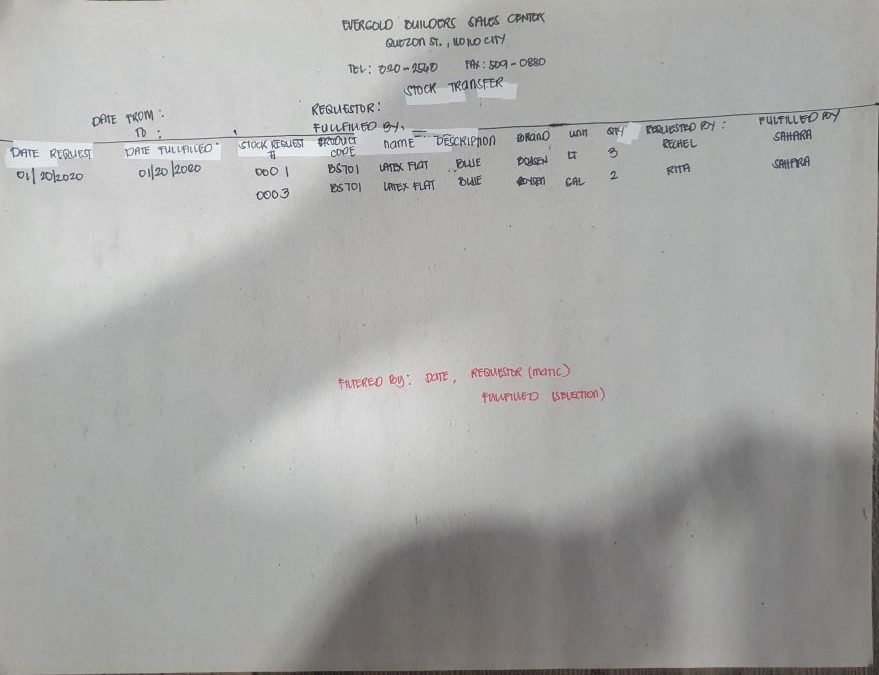 EVERGOLD BUILDERS SALES CENTER
QUEZON ST., ILOILO CITY
TEL: 020-2540 FAX: 509-0880
STOCK TRANSFER
DATE FROM: REQUESTOR:
TO: FULLFILLED BY:
DATE REQUEST DATE FULLFILLED STOCK REQUEST # PRODUCT CODE NAME DESCRIPTION BRAND UNIT QTY REQUESTED BY: FULFILLED BY
01/20/2020 01/20/2020 0001 BS701 LATEX FLAT BLUE BOYSEN LT 3 RECHEL SAHARA
0003 BS701 LATEX FLAT BLUE BOYSEN GAL 2 RITA SAHARA
FILTERED BY: DATE, REQUESTOR (MATIC)
FULLFILLED (SELECTION)